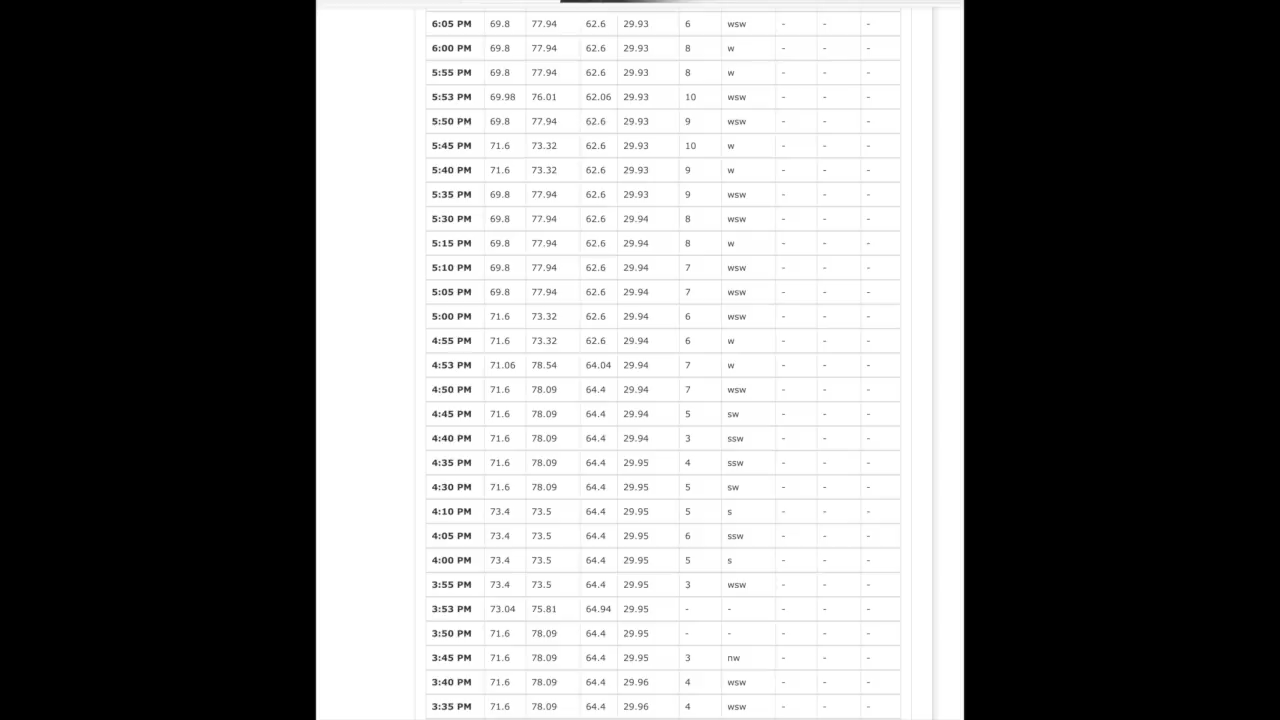 6:05 PM 69.8 77.94 62.6 29.93 6 wsw - - -
6:00 PM 69.8 77.94 62.6 29.93 8 w - - -
5:55 PM 69.8 77.94 62.6 29.93 8 w - - -
5:53 PM 69.98 76.01 62.06 29.93 10 wsw - - -
5:50 PM 69.8 77.94 62.6 29.93 9 wsw - - -
5:45 PM 71.6 73.32 62.6 29.93 10 w - - -
5:40 PM 71.6 73.32 62.6 29.93 9 w - - -
5:35 PM 69.8 77.94 62.6 29.93 9 wsw - - -
5:30 PM 69.8 77.94 62.6 29.94 8 wsw - - -
5:15 PM 69.8 77.94 62.6 29.94 8 w - - -
5:10 PM 69.8 77.94 62.6 29.94 7 wsw - - -
5:05 PM 69.8 77.94 62.6 29.94 7 wsw - - -
5:00 PM 71.6 73.32 62.6 29.94 6 wsw - - -
4:55 PM 71.6 73.32 62.6 29.94 6 w - - -
4:53 PM 71.06 78.54 64.04 29.94 7 w - - -
4:50 PM 71.6 78.09 64.4 29.94 7 wsw - - -
4:45 PM 71.6 78.09 64.4 29.94 5 sw - - -
4:40 PM 71.6 78.09 64.4 29.94 3 ssw - - -
4:35 PM 71.6 78.09 64.4 29.95 4 ssw - - -
4:30 PM 71.6 78.09 64.4 29.95 5 sw - - -
4:10 PM 73.4 73.5 64.4 29.95 5 s - - -
4:05 PM 73.4 73.5 64.4 29.95 6 ssw - - -
4:00 PM 73.4 73.5 64.4 29.95 5 s - - -
3:55 PM 73.4 73.5 64.4 29.95 3 wsw - - -
3:53 PM 73.04 75.81 64.94 29.95 - - - - -
3:50 PM 71.6 78.09 64.4 29.95 - - - - -
3:45 PM 71.6 78.09 64.4 29.95 3 nw - - -
3:40 PM 71.6 78.09 64.4 29.96 4 wsw - - -
3:35 PM 71.6 78.09 64.4 29.96 4 wsw - - -